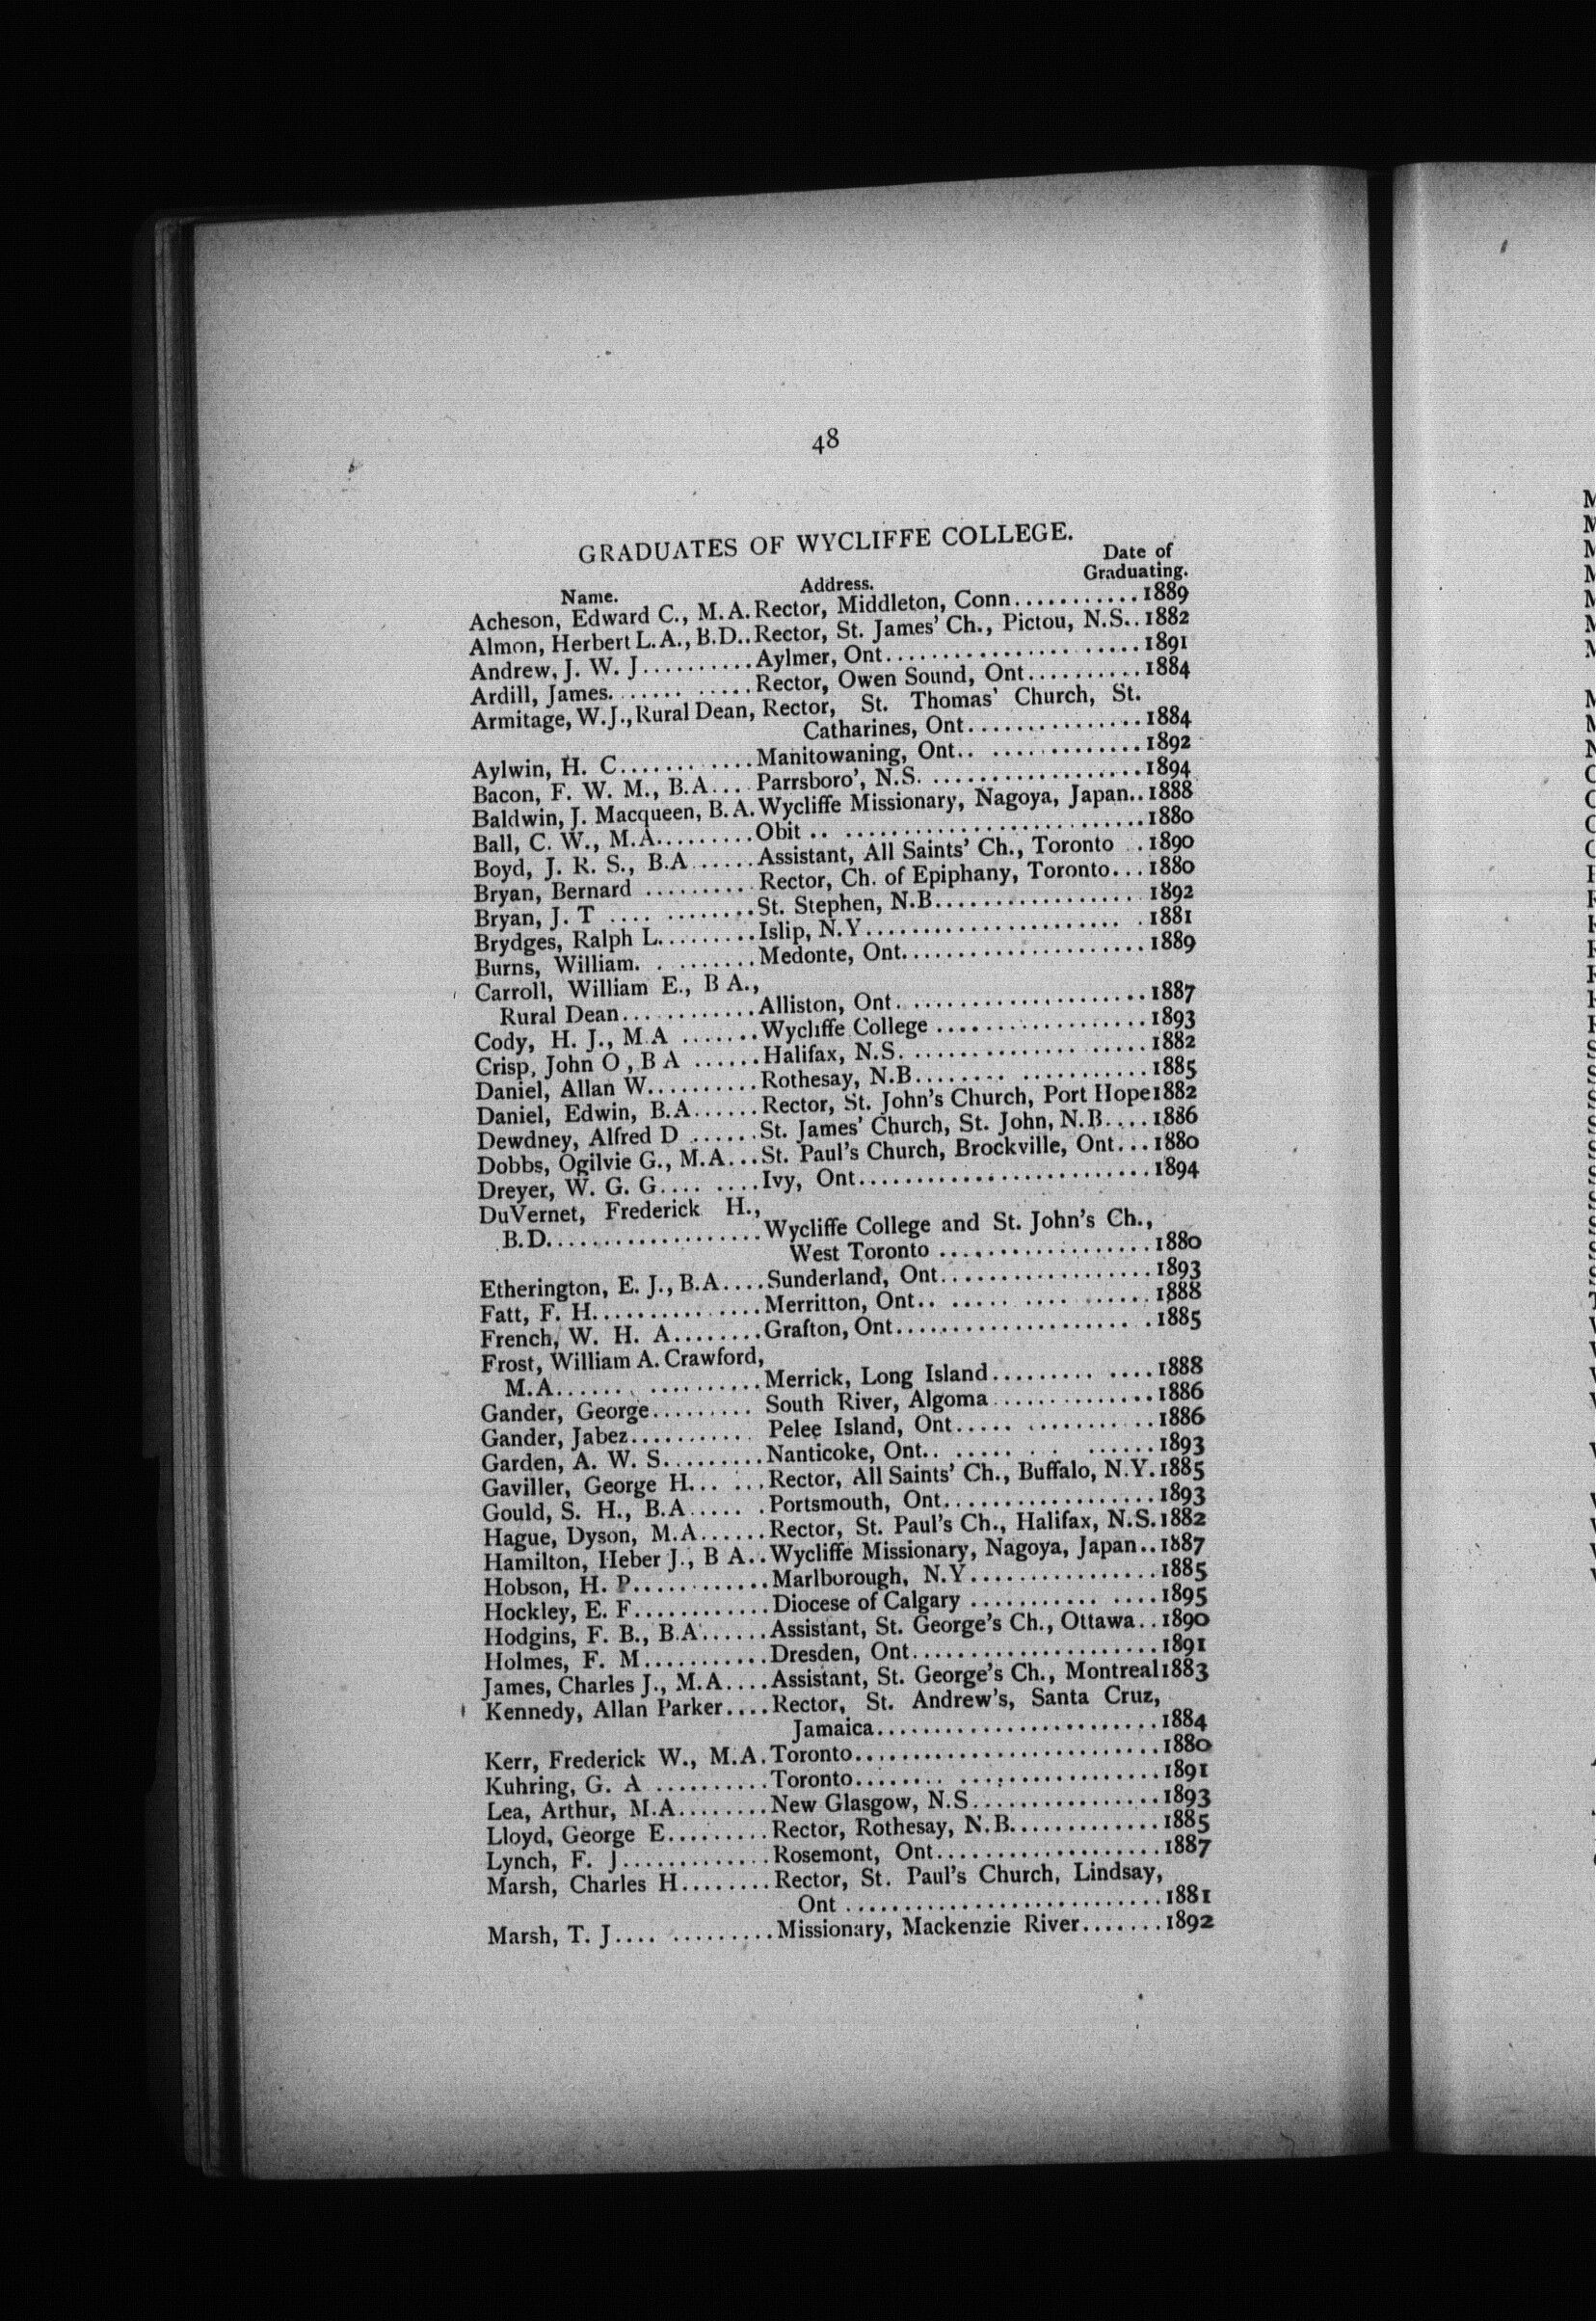 48
GRADUATES OF WYCLIFFE COLLEGE.
Name. Address. Date of Graduating.
Acheson, Edward C., M.A. Rector, Middleton, Conn...........1889
Almon, Herbert L. A., B.D..Rector, St. James' Ch., Pictou, N.S..1882
Andrew, J. W. J..........Aylmer, Ont......................1891
Ardill, James............Rector, Owen Sound, Ont..........1884
Armitage, W.J., Rural Dean, Rector, St. Thomas' Church, St.
Catharines, Ont...............1884
Aylwin, H. C............Manitowaning, Ont...............1892
Bacon, F. W. M., B.A.... Parrsboro', N.S...................1894
Baldwin, J. Macqueen, B.A. Wycliffe Missionary, Nagoya, Japan..1888
Ball, C. W., M.A.........Obit............................1880
Boyd, J. R. S., B.A......Assistant, All Saints' Ch., Toronto ..1890
Bryan, Bernard ..........Rector, Ch. of Epiphany, Toronto...1880
Bryan, J. T ............St. Stephen, N.B..................1892
Brydges, Ralph L.........Islip, N.Y.......................1881
Burns, William. .........Medonte, Ont.....................1889
Carroll, William E., B A.,
Rural Dean............Alliston, Ont.....................1887
Cody, H. J., M.A .......Wycliffe College ..................1893
Crisp, John O , B A ......Halifax, N.S......................1882
Daniel, Allan W..........Rothesay, N.B....................1885
Daniel, Edwin, B.A......Rector, St. John's Church, Port Hope1882
Dewdney, Alfred D ......St. James' Church, St. John, N.B....1886
Dobbs, Ogilvie G., M.A...St. Paul's Church, Brockville, Ont...1880
Dreyer, W. G. G.........Ivy, Ont.........................1894
DuVernet, Frederick H.,
B.D...................Wycliffe College and St. John's Ch.,
West Toronto ..................1880
Etherington, E. J., B.A....Sunderland, Ont...................1893
Fatt, F. H...............Merritton, Ont....................1888
French, W. H. A........Grafton, Ont......................1885
Frost, William A. Crawford,
M.A.................Merrick, Long Island..............1888
Gander, George......... South River, Algoma..............1886
Gander, Jabez........... Pelee Island, Ont..................1886
Garden, A. W. S.........Nanticoke, Ont....................1893
Gaviller, George H.......Rector, All Saints' Ch., Buffalo, N.Y.1885
Gould, S. H., B.A.......Portsmouth, Ont...................1893
Hague, Dyson, M.A......Rector, St. Paul's Ch., Halifax, N.S.1882
Hamilton, Heber J., B A..Wycliffe Missionary, Nagoya, Japan..1887
Hobson, H. P............Marlborough, N.Y.................1885
Hockley, E. F............Diocese of Calgary ................1895
Hodgins, F. B., B.A......Assistant, St. George's Ch., Ottawa..1890
Holmes, F. M...........Dresden, Ont.....................1891
James, Charles J., M.A....Assistant, St. George's Ch., Montreal1883
Kennedy, Allan Parker....Rector, St. Andrew's, Santa Cruz,
Jamaica.........................1884
Kerr, Frederick W., M.A.Toronto...........................1880
Kuhring, G. A ..........Toronto...........................1891
Lea, Arthur, M.A........New Glasgow, N.S.................1893
Lloyd, George E.........Rector, Rothesay, N.B.............1885
Lynch, F. J.............Rosemont, Ont....................1887
Marsh, Charles H........Rector, St. Paul's Church, Lindsay,
Ont ............................1881
Marsh, T. J.............Missionary, Mackenzie River.......1892